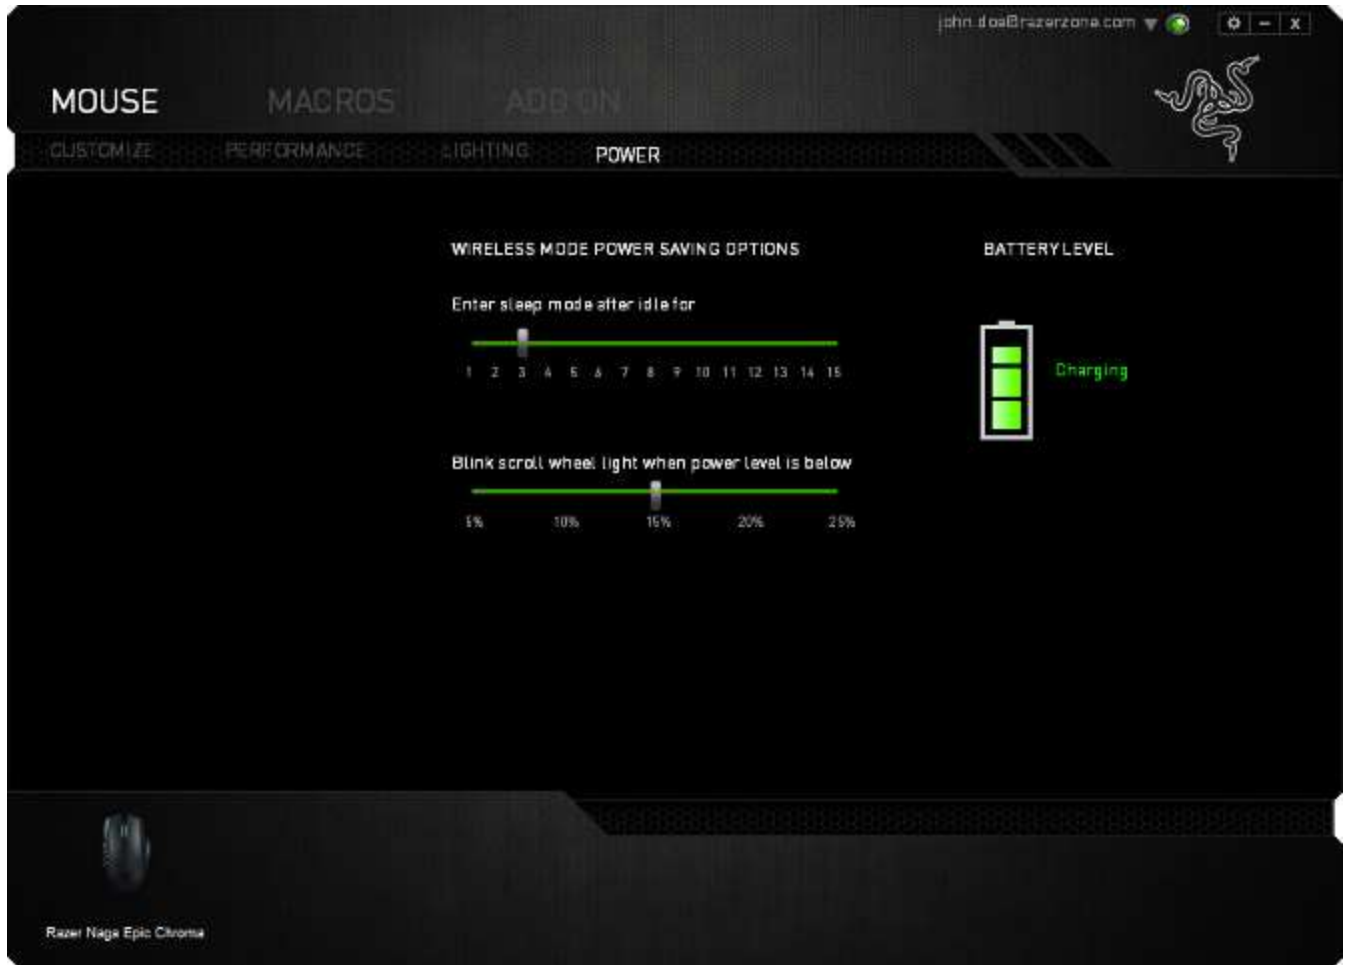 john.doe@razerzone.com
MOUSE MACROS ADD ON
CUSTOMIZE PERFORMANCE LIGHTING POWER
WIRELESS MODE POWER SAVING OPTIONS BATTERY LEVEL
Enter sleep mode after idle for
1 2 3 4 5 6 7 8 9 10 11 12 13 14 15
Charging
Blink scroll wheel light when power level is below
5% 10% 15% 20% 25%
Razer Naga Epic Chroma